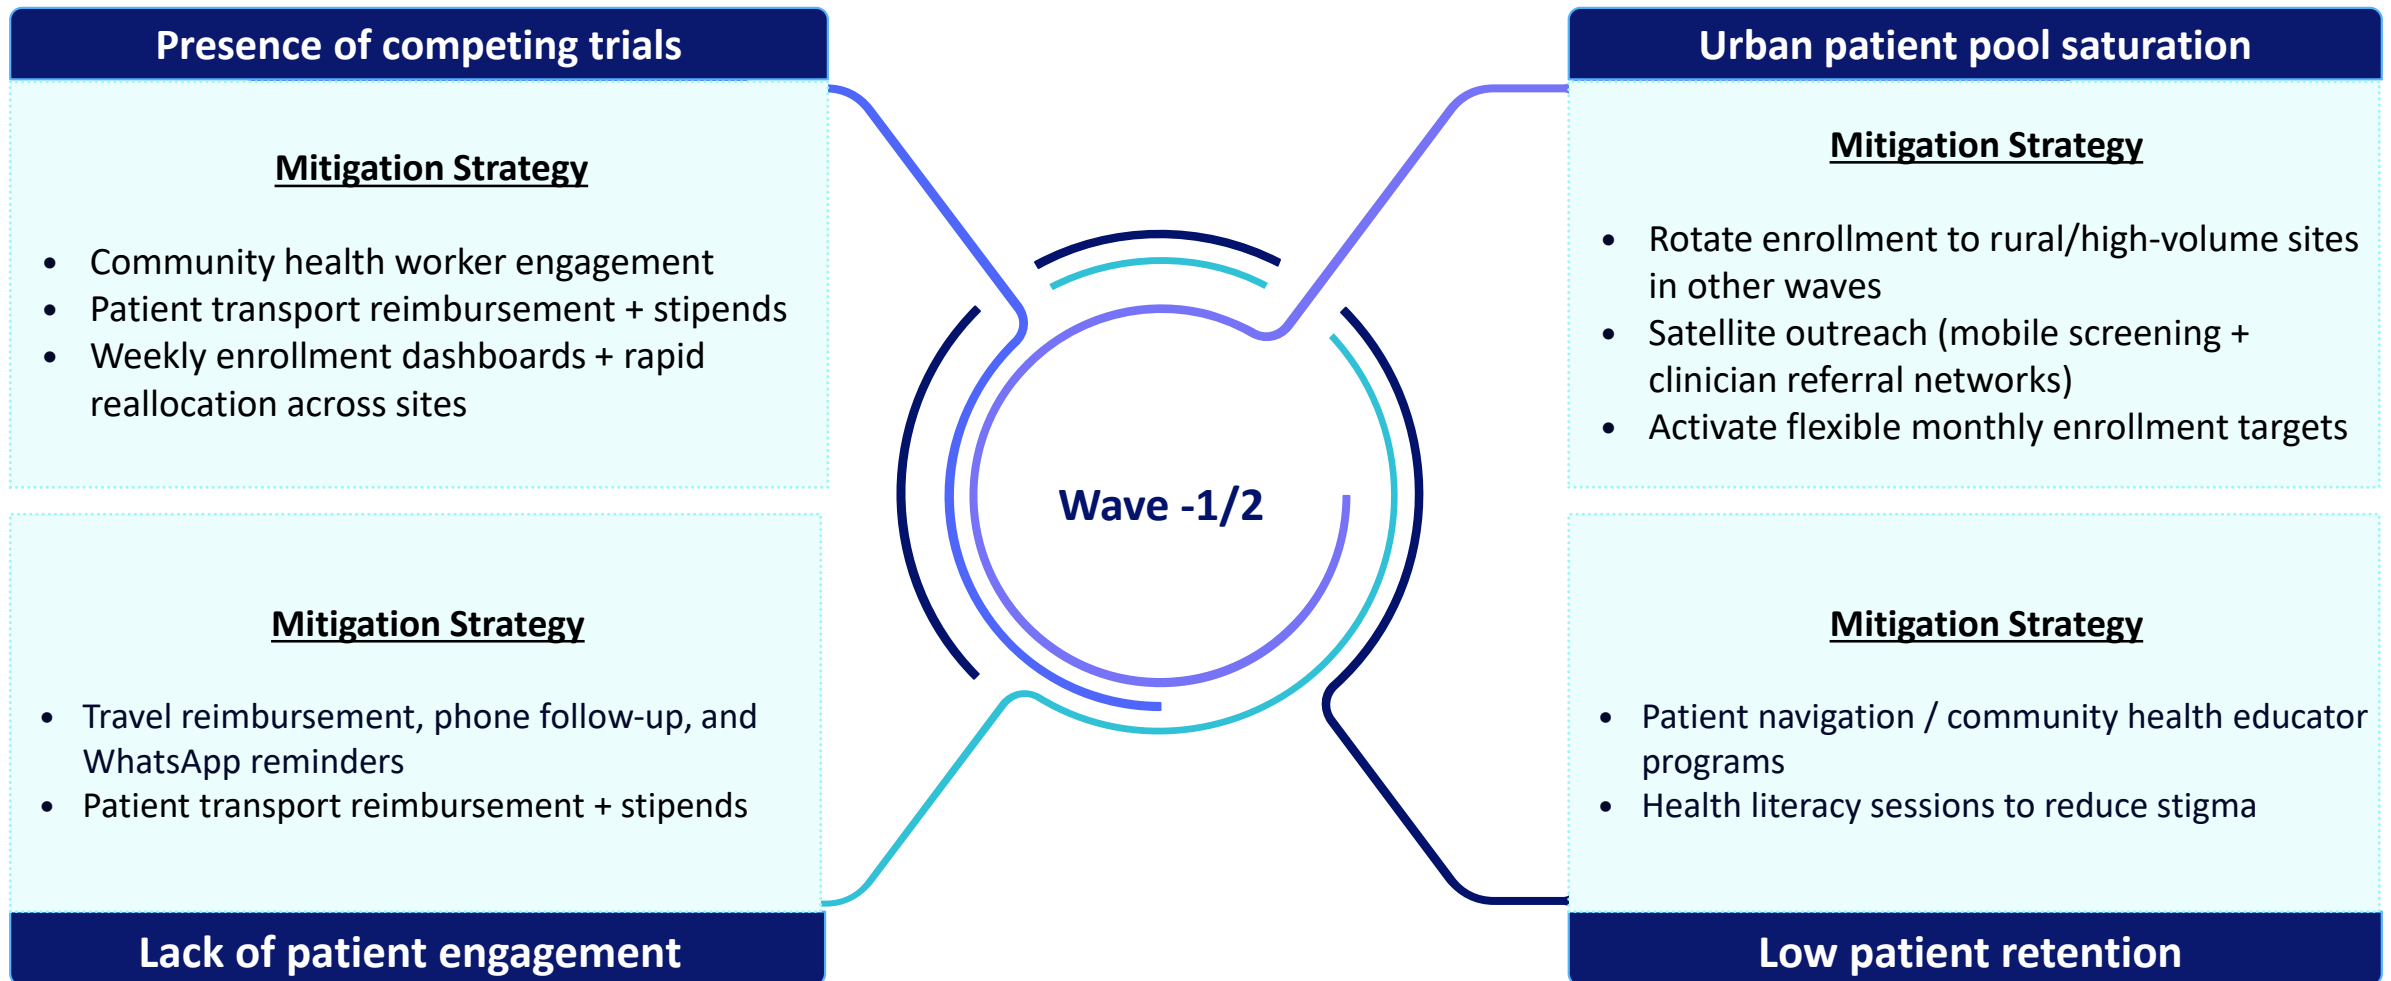 Presence of competing trials
Mitigation Strategy
• Community health worker engagement
• Patient transport reimbursement + stipends
• Weekly enrollment dashboards + rapid
reallocation across sites
Urban patient pool saturation
Mitigation Strategy
• Rotate enrollment to rural/high-volume sites
in other waves
• Satellite outreach (mobile screening +
clinician referral networks)
• Activate flexible monthly enrollment targets
Wave -1/2
Mitigation Strategy
• Travel reimbursement, phone follow-up, and
WhatsApp reminders
• Patient transport reimbursement + stipends
Lack of patient engagement
Mitigation Strategy
• Patient navigation / community health educator
programs
• Health literacy sessions to reduce stigma
Low patient retention